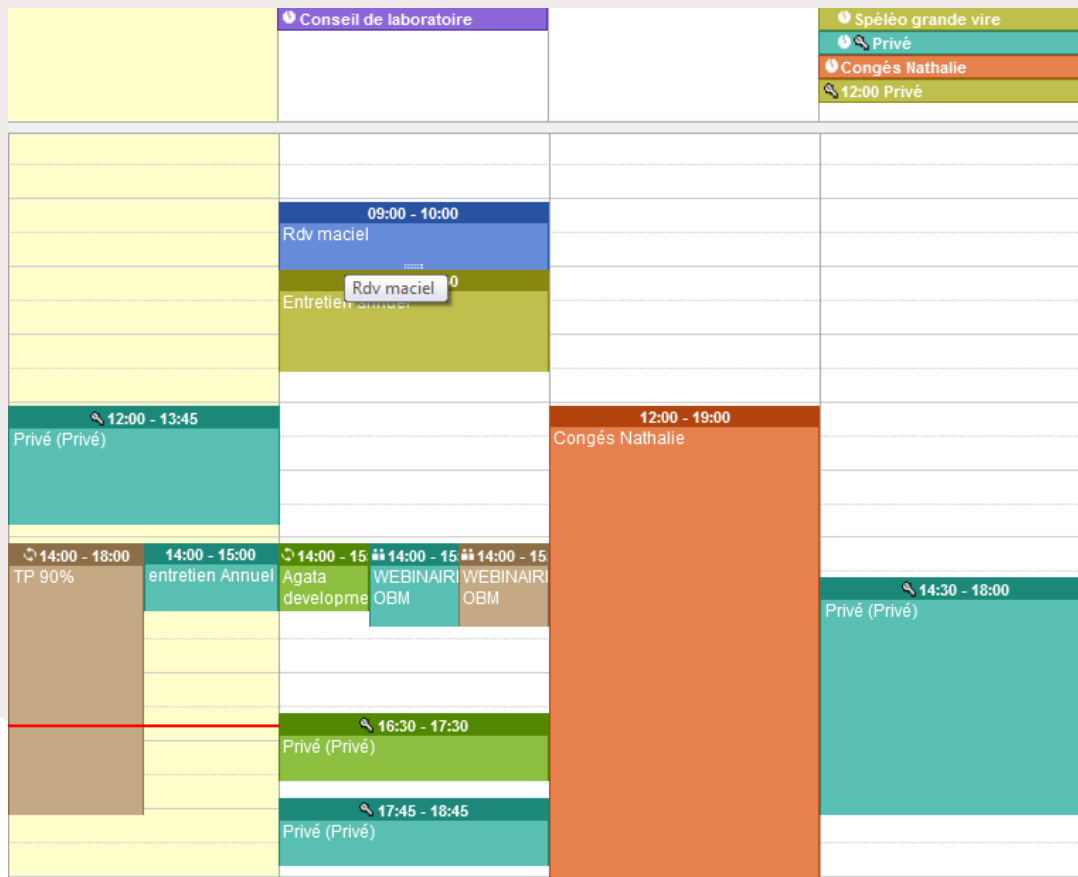 Conseil de laboratoire
Spéléo grande vire
Privé
Congés Nathalie
12:00 Privé
09:00 - 10:00
Rdv maciel
0
Rdv maciel
Entretien annuel
12:00 - 13:45
Privé (Privé)
12:00 - 19:00
Congés Nathalie
14:00 - 18:00
TP 90%
14:00 - 15:00
entretien Annuel
14:00 - 15:
Agata
developme
14:00 - 15:
WEBINAIRI
OBM
14:00 - 15:
WEBINAIRI
OBM
14:30 - 18:00
Privé (Privé)
16:30 - 17:30
Privé (Privé)
17:45 - 18:45
Privé (Privé)